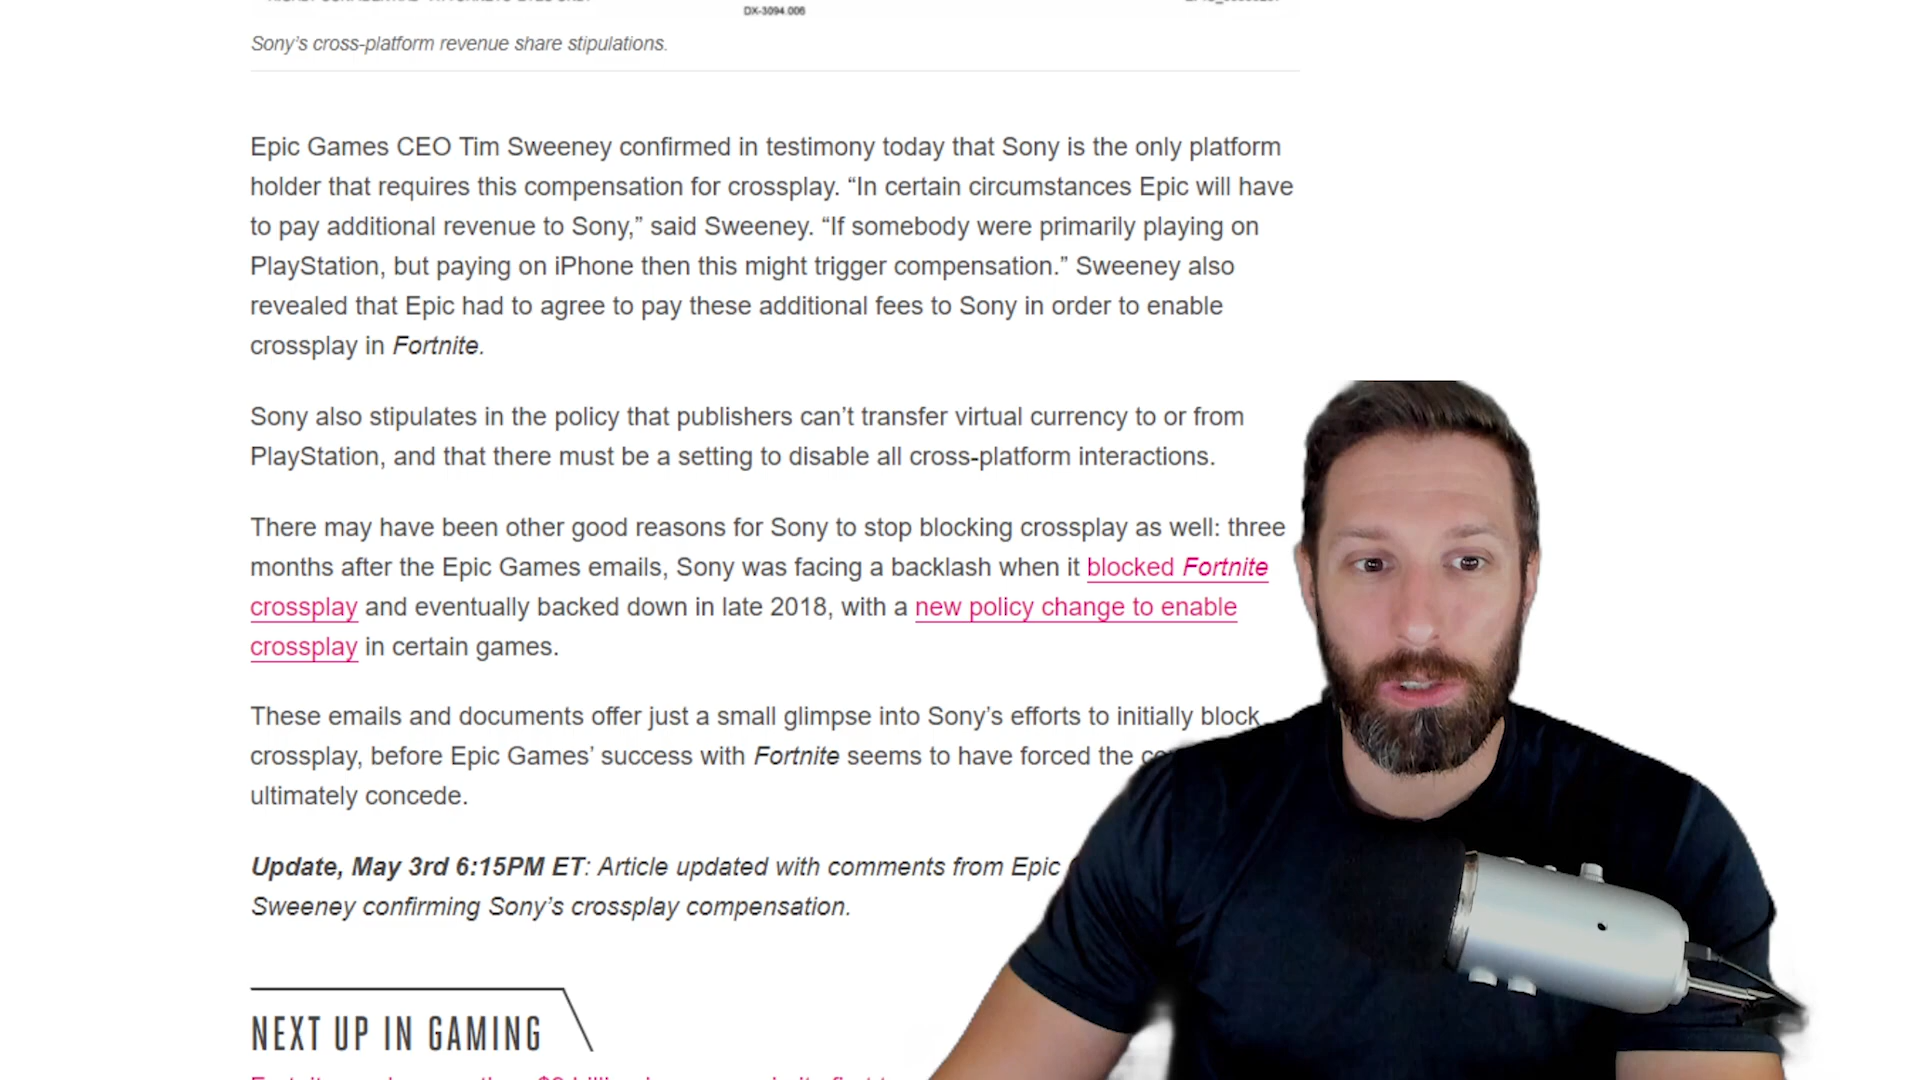 DX-3094.006
Sony’s cross-platform revenue share stipulations.
Epic Games CEO Tim Sweeney confirmed in testimony today that Sony is the only platform
holder that requires this compensation for crossplay. “In certain circumstances Epic will have
to pay additional revenue to Sony,” said Sweeney. “If somebody were primarily playing on
PlayStation, but paying on iPhone then this might trigger compensation.” Sweeney also
revealed that Epic had to agree to pay these additional fees to Sony in order to enable
crossplay in Fortnite.
Sony also stipulates in the policy that publishers can’t transfer virtual currency to or from
PlayStation, and that there must be a setting to disable all cross-platform interactions.
There may have been other good reasons for Sony to stop blocking crossplay as well: three
months after the Epic Games emails, Sony was facing a backlash when it blocked Fortnite
crossplay and eventually backed down in late 2018, with a new policy change to enable
crossplay in certain games.
These emails and documents offer just a small glimpse into Sony’s efforts to initially block
crossplay, before Epic Games’ success with Fortnite seems to have forced the
ultimately concede.
Update, May 3rd 6:15PM ET: Article updated with comments from Epic
Sweeney confirming Sony’s crossplay compensation.
NEXT UP IN GAMING